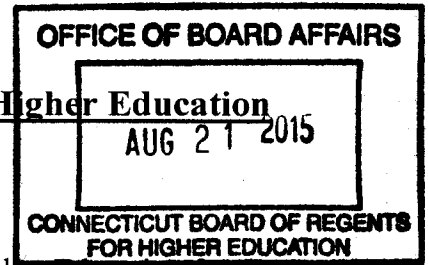 OFFICE OF BOARD AFFAIRS
Higher Education
AUG 21 2015
CONNECTICUT BOARD OF REGENTS
FOR HIGHER EDUCATION